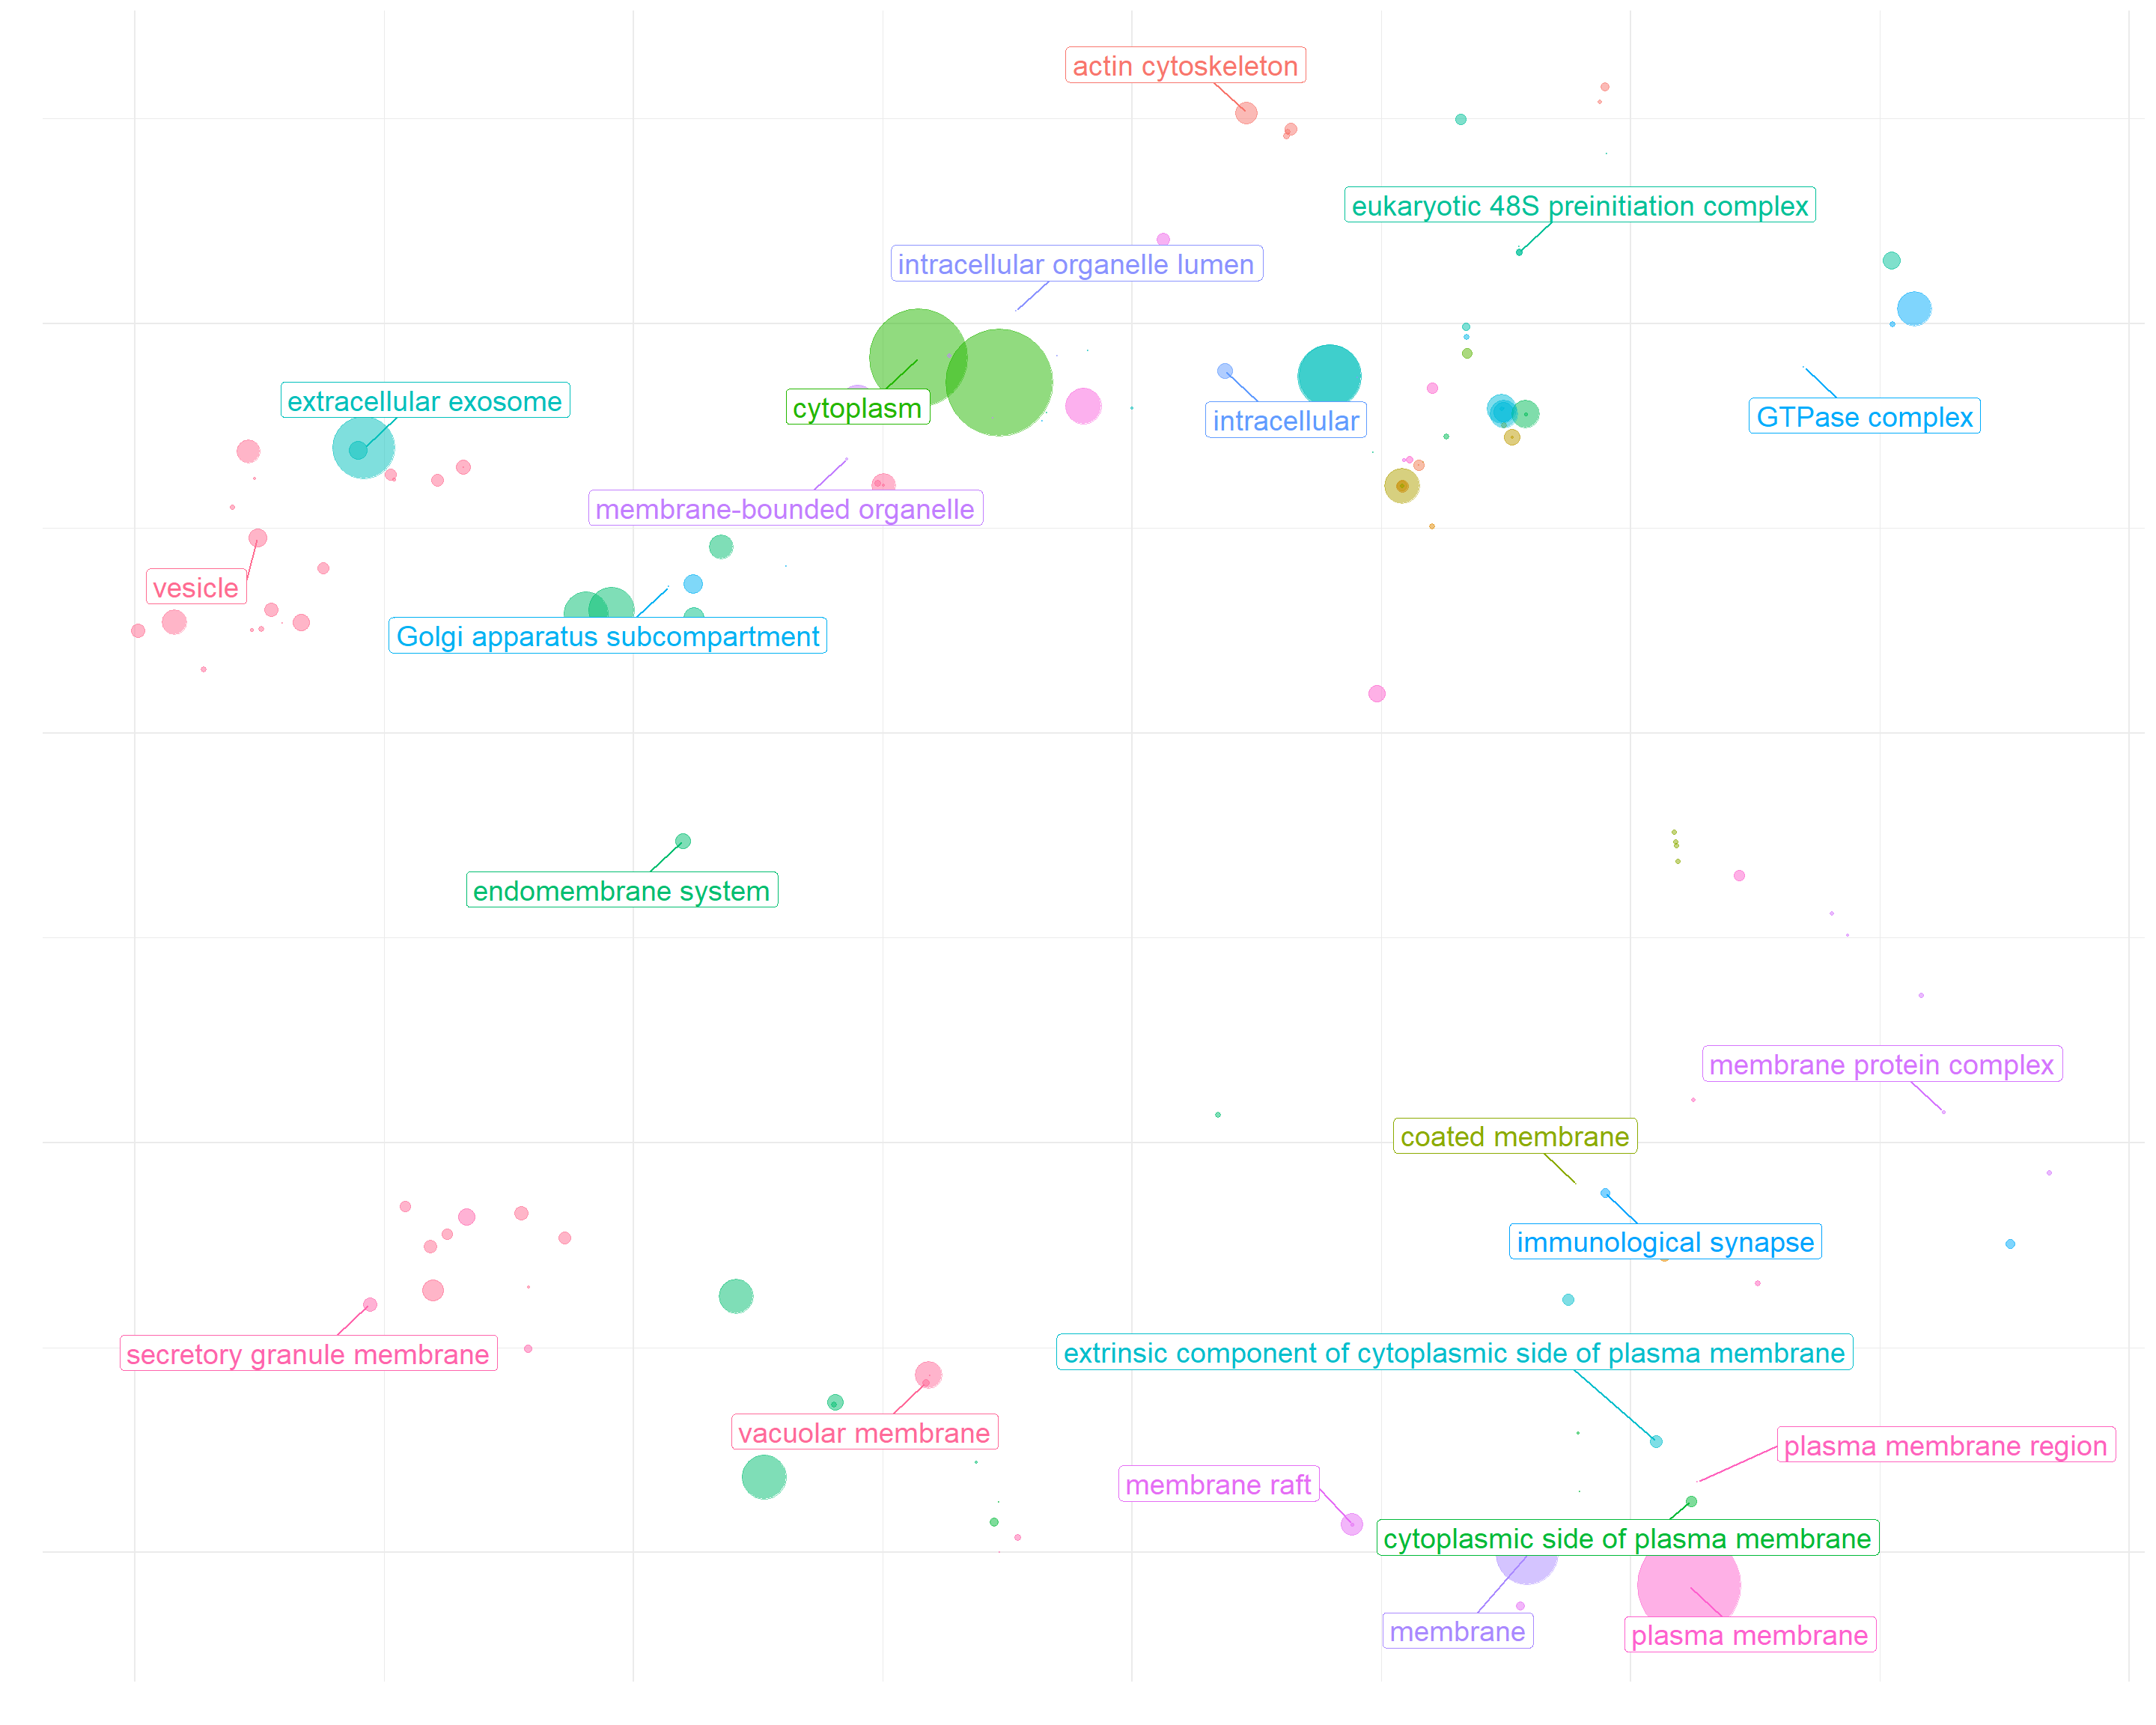 actin cytoskeleton
eukaryotic 48S preinitiation complex
intracellular organelle lumen
extracellular exosome
cytoplasm
intracellular
GTPase complex
membrane-bounded organelle
vesicle
Golgi apparatus subcompartment
endomembrane system
membrane protein complex
coated membrane
immunological synapse
secretory granule membrane
extrinsic component of cytoplasmic side of plasma membrane
vacuolar membrane
plasma membrane region
membrane raft
cytoplasmic side of plasma membrane
membrane
plasma membrane